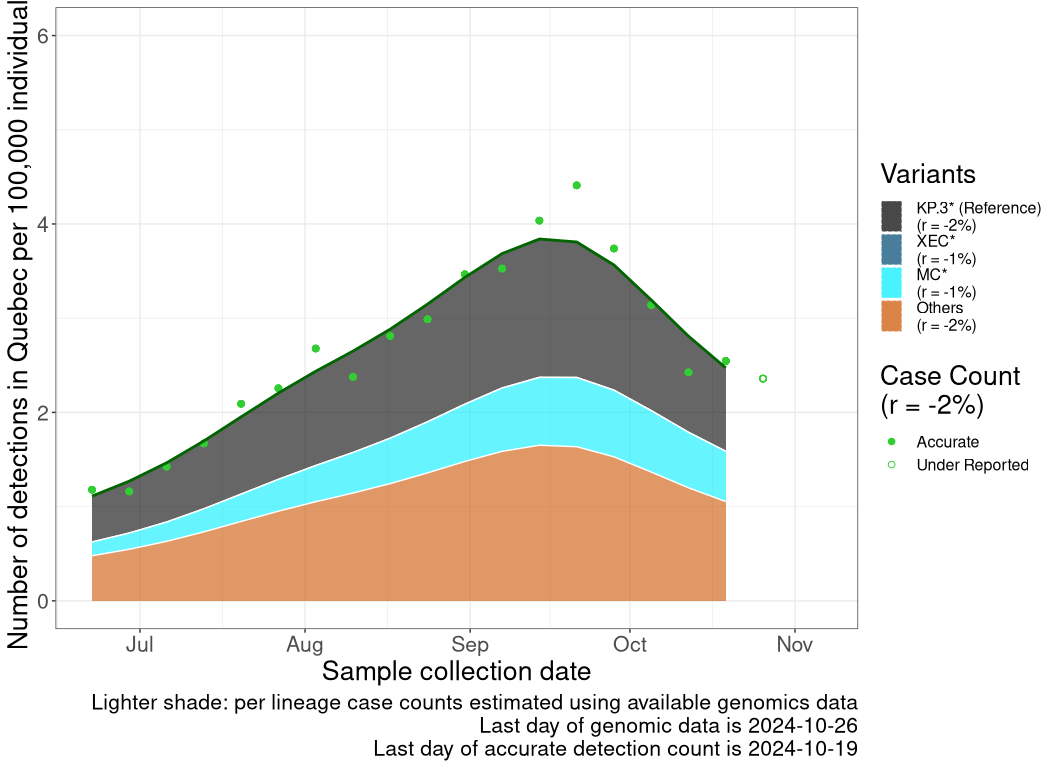 Number of detections in Quebec per 100,000 individual
6
4
2
0
Jul
Aug
Sep
Oct
Nov
Sample collection date
Lighter shade: per lineage case counts estimated using available genomics data
Last day of genomic data is 2024-10-26
Last day of accurate detection count is 2024-10-19
Variants
KP.3* (Reference)
(r = -2%)
XEC*
(r = -1%)
MC*
(r = -1%)
Others
(r = -2%)
Case Count
(r = -2%)
Accurate
Under Reported